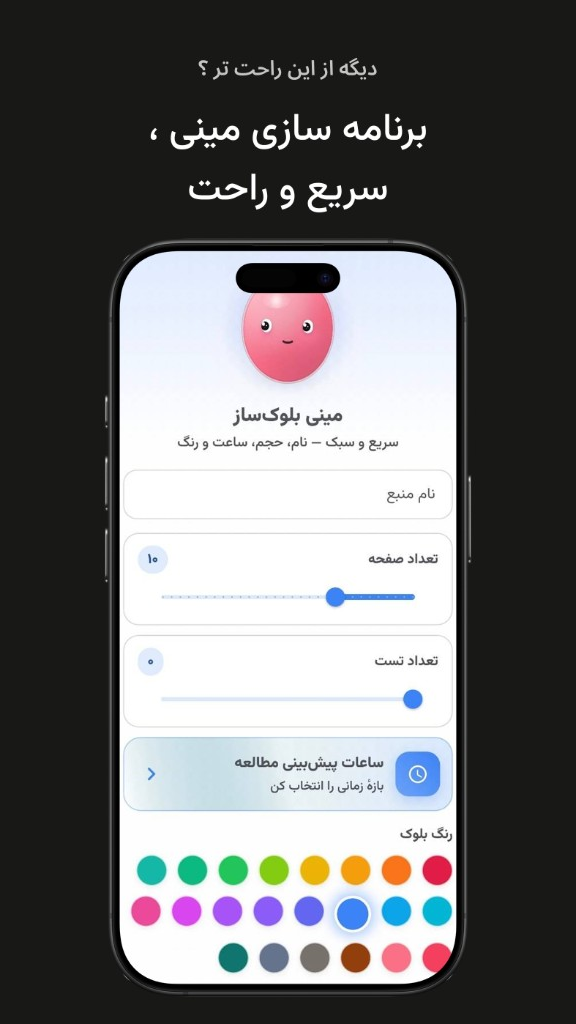 دیگه از این راحت تر ؟
برنامه سازی مینی ،
سریع و راحت
مینی بلوک‌ساز
سریع و سبک – نام، حجم، ساعت و رنگ
نام منبع
تعداد صفحه
۱۰
تعداد تست
۰
ساعات پیش‌بینی مطالعه
بازهٔ زمانی را انتخاب کن
رنگ بلوک